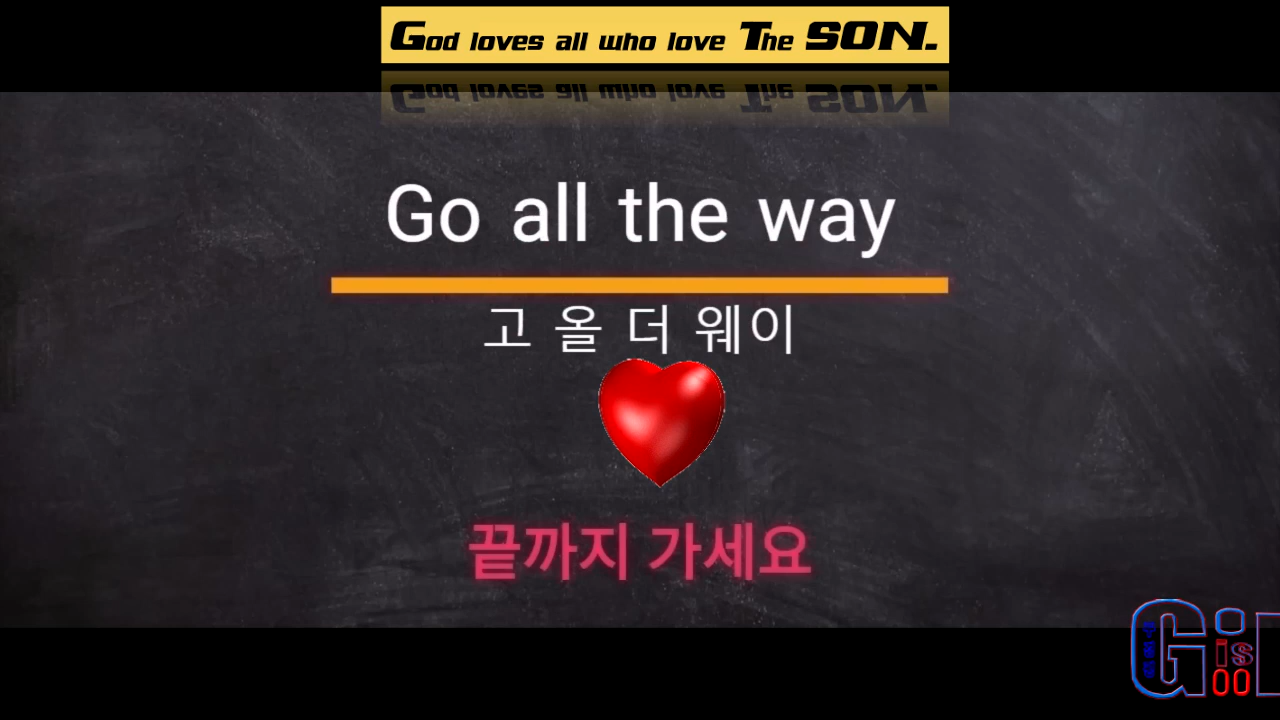 God loves all who love The SON.
Go all the way
고 올 더 웨이
끝까지 가세요
G is